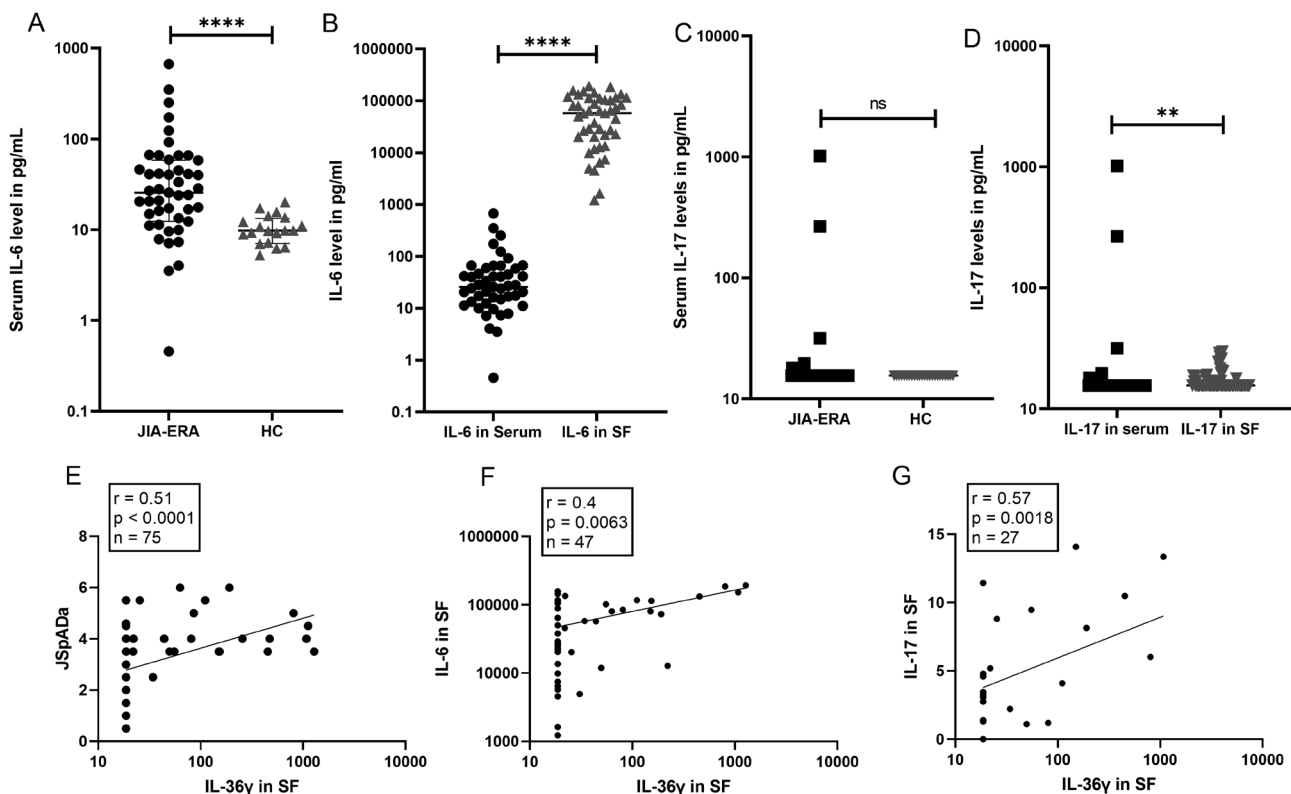 A
****
Serum IL-6 level in pg/mL
1000
100
10
1
0.1
JIA-ERA
HC
B
****
IL-6 level in pg/ml
1000000
100000
10000
1000
100
10
1
0.1
IL-6 in Serum
IL-6 in SF
C
ns
Serum IL-17 levels in pg/mL
10000
1000
100
10
JIA-ERA
HC
D
**
IL-17 levels in pg/mL
10000
1000
100
10
IL-17 in serum
IL-17 in SF
E
r = 0.51
p < 0.0001
n = 75
JSpADa
8
6
4
2
0
10
100
1000
10000
IL-36γ in SF
F
r = 0.4
p = 0.0063
n = 47
IL-6 in SF
1000000
100000
10000
1000
10
100
1000
10000
IL-36γ in SF
G
r = 0.57
p = 0.0018
n = 27
IL-17 in SF
15
10
5
0
10
100
1000
10000
IL-36γ in SF